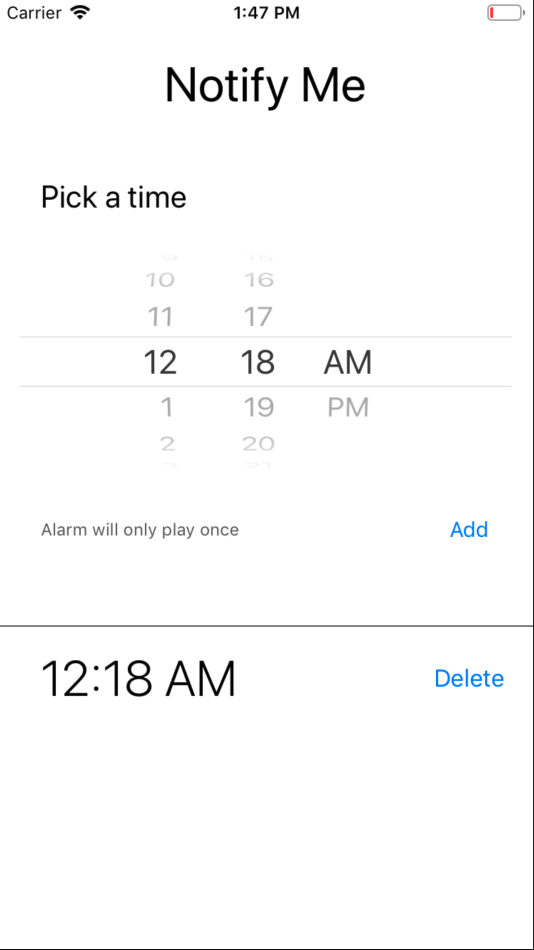 Carrier 1:47 PM
Notify Me
Pick a time
10 16
11 17
12 18 AM
1 19 PM
2 20
Alarm will only play once Add
12:18 AM Delete